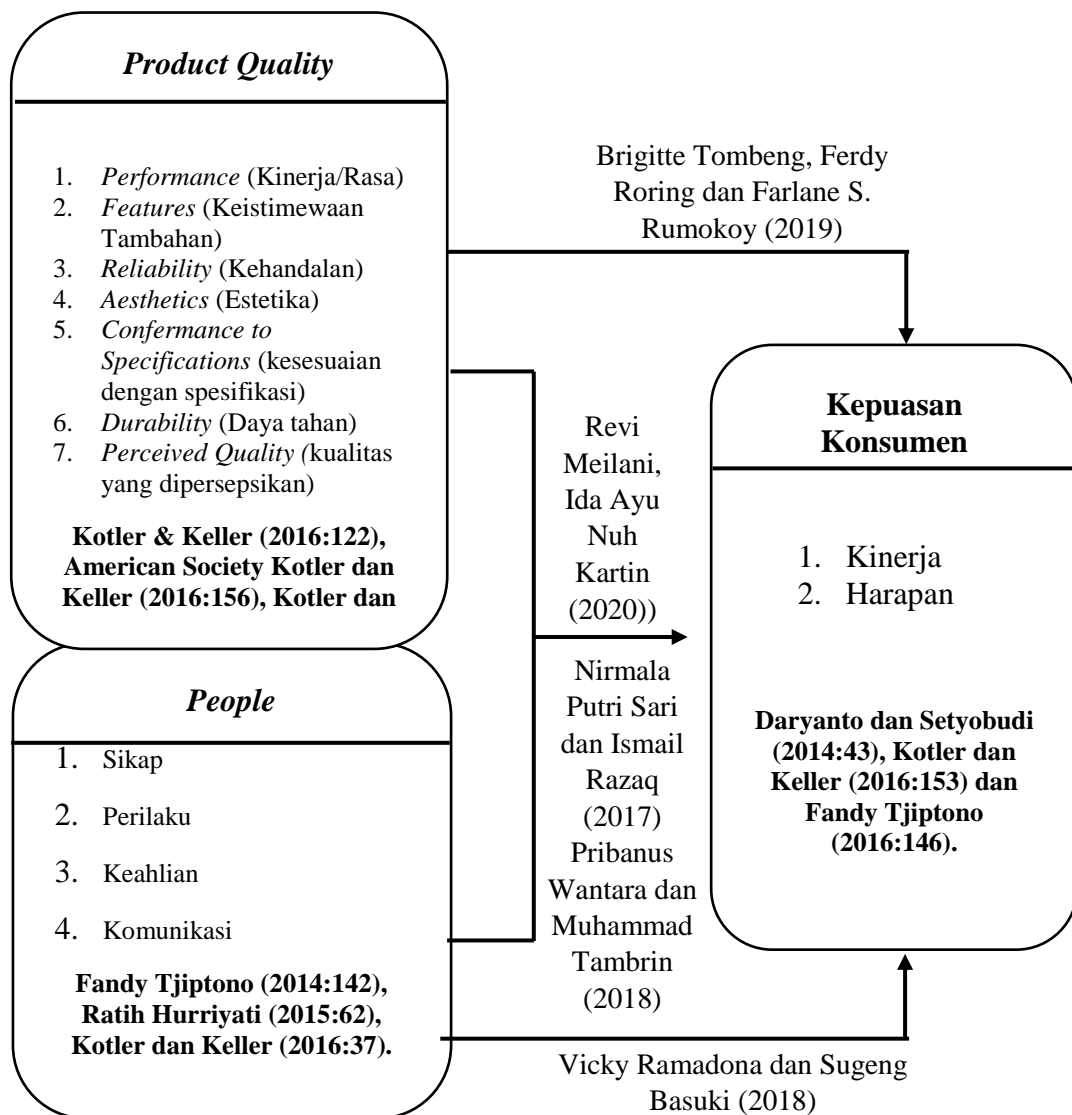 Product Quality
1. Performance (Kinerja/Rasa)
2. Features (Keistimewaan
Tambahan)
3. Reliability (Kehandalan)
4. Aesthetics (Estetika)
5. Confermance to
Specifications (kesesuaian
dengan spesifikasi)
6. Durability (Daya tahan)
7. Perceived Quality (kualitas
yang dipersepsikan)
Kotler & Keller (2016:122),
American Society Kotler dan
Keller (2016:156), Kotler dan
People
1. Sikap
2. Perilaku
3. Keahlian
4. Komunikasi
Fandy Tjiptono (2014:142),
Ratih Hurriyati (2015:62),
Kotler dan Keller (2016:37).
Brigitte Tombeng, Ferdy
Roring dan Farlane S.
Rumokoy (2019)
Revi
Meilani,
Ida Ayu
Nuh
Kartin
(2020))
Nirmala
Putri Sari
dan Ismail
Razaq
(2017)
Pribanus
Wantara dan
Muhammad
Tambrin
(2018)
Vicky Ramadona dan Sugeng
Basuki (2018)
Kepuasan
Konsumen
1. Kinerja
2. Harapan
Daryanto dan Setyobudi
(2014:43), Kotler dan
Keller (2016:153) dan
Fandy Tjiptono
(2016:146).